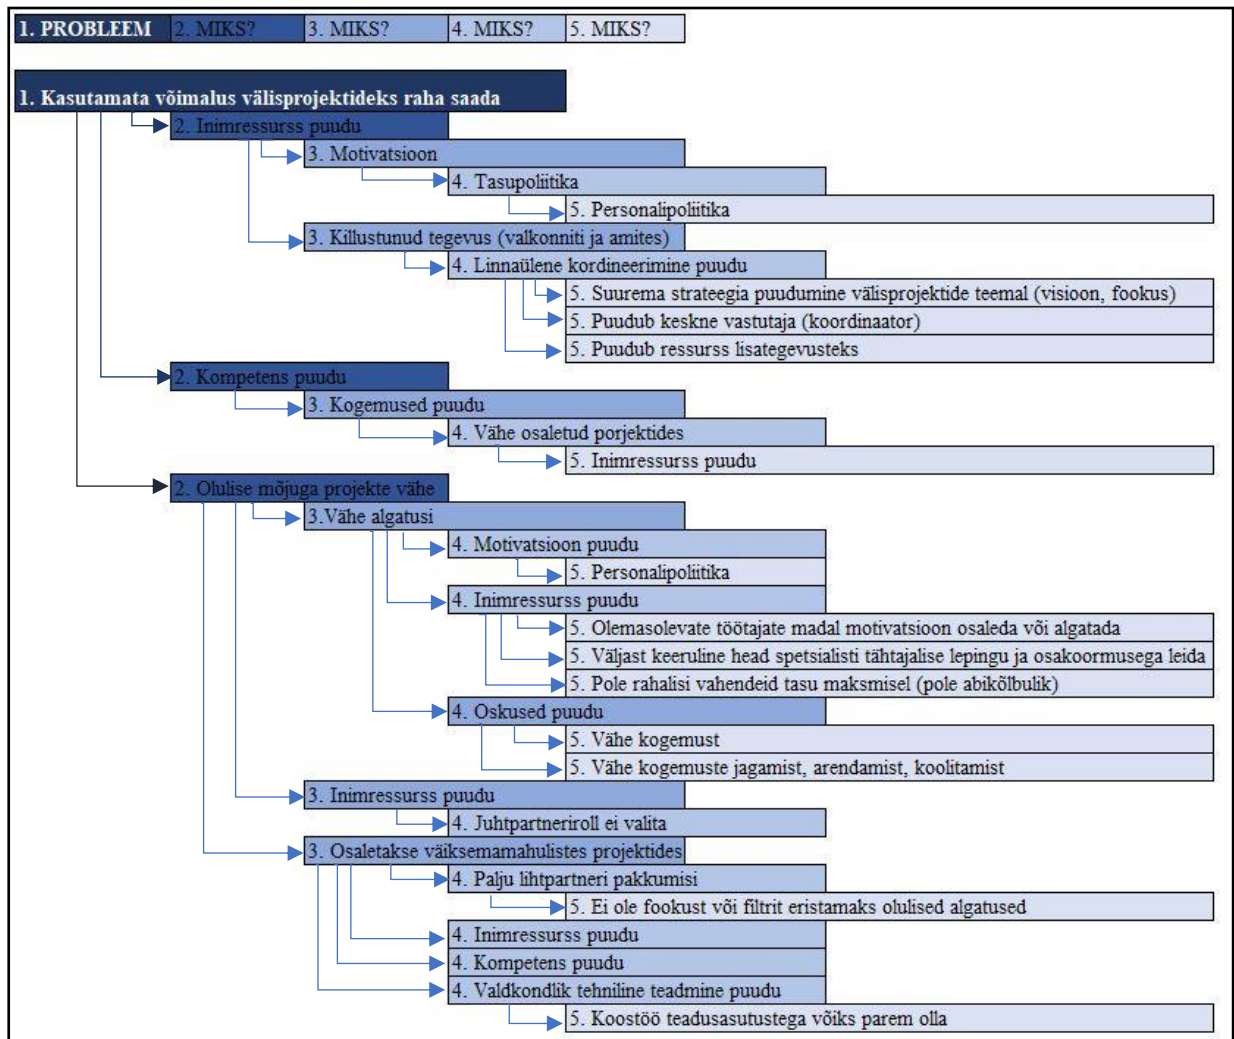 1. PROBLEEM 2. MIKS? 3. MIKS? 4. MIKS? 5. MIKS?
1. Kasutamata võimalus välisprojektideks raha saada
2. Inimressurss puudu
3. Motivatsioon
4. Tasupoliitika
5. Personalipoliitika
3. Killustunud tegevus (valkonniti ja amites)
4. Linnaülene kordineerimine puudu
5. Suurema strateegia puudumine välisprojektide teemal (visioon, fookus)
5. Puudub keskne vastutaja (koordinaator)
5. Puudub ressurss lisategevusteks
2. Kompetens puudu
3. Kogemused puudu
4. Vähe osaletud porjektides
5. Inimressurss puudu
2. Olulise mõjuga projekte vähe
3.Vähe algatusi
4. Motivatsioon puudu
5. Personalipoliitika
4. Inimressurss puudu
5. Olemasolevate töötajate madal motivatsioon osaleda või algatada
5. Väljast keeruline head spetsialisti tähtajalise lepingu ja osakoormusega leida
5. Pole rahalisi vahendeid tasu maksmisel (pole abikõlbulik)
4. Oskused puudu
5. Vähe kogemust
5. Vähe kogemuste jagamist, arendamist, koolitamist
3. Inimressurss puudu
4. Juhtpartneriroll ei valita
3. Osaletakse väiksemamahulistes projektides
4. Palju lihtpartneri pakkumisi
5. Ei ole fookust või filtrit eristamaks olulised algatused
4. Inimressurss puudu
4. Kompetens puudu
4. Valdkondlik tehniline teadmine puudu
5. Koostöö teadusasutustega võiks parem olla